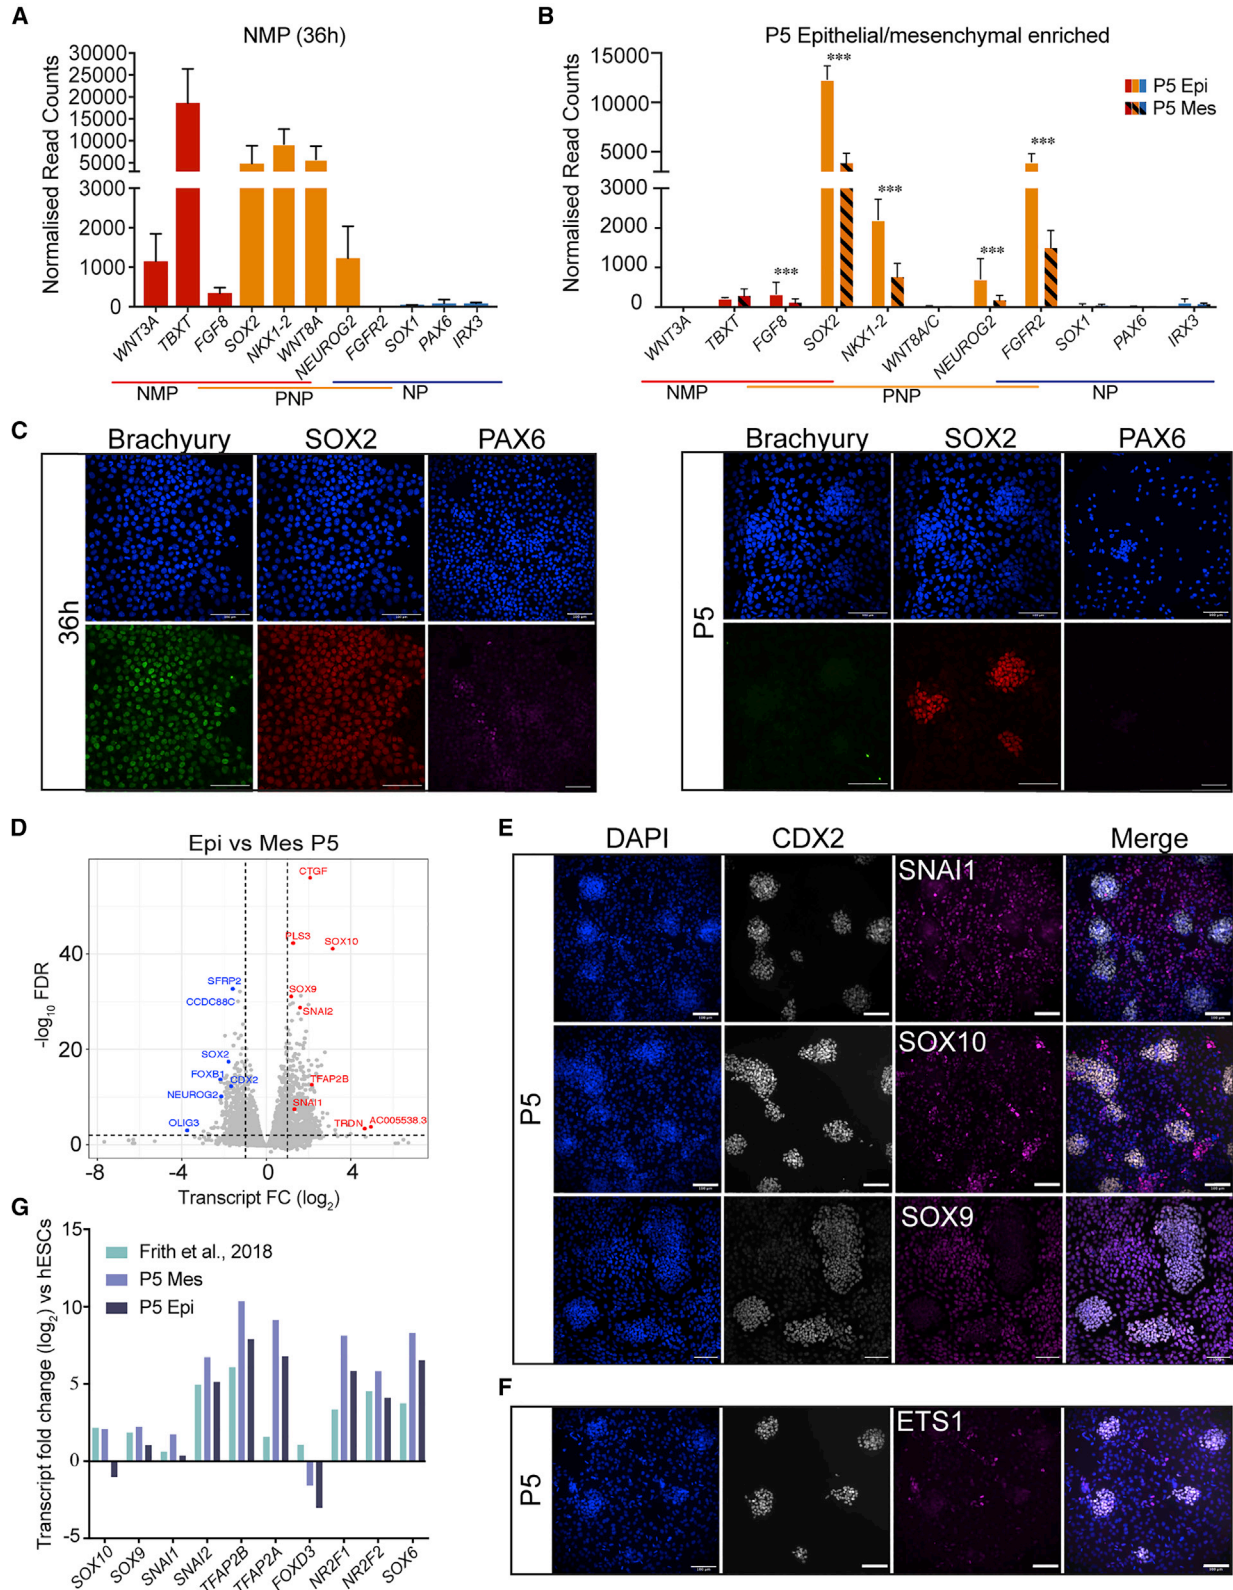 A
NMP (36h)
Normalised Read Counts
30000
25000
20000
15000
10000
5000
3000
2000
1000
0
WNT3A
TBXT
FGF8
SOX2
NKX1-2
WNT8A
NEUROG2
FGFR2
SOX1
PAX6
IRX3
NMP
PNP
NP
B
P5 Epithelial/mesenchymal enriched
Normalised Read Counts
15000
10000
5000
3000
2000
1000
0
***
***
***
***
***
P5 Epi
P5 Mes
WNT3A
TBXT
FGF8
SOX2
NKX1-2
WNT8A/C
NEUROG2
FGFR2
SOX1
PAX6
IRX3
NMP
PNP
NP
C
Brachyury SOX2 PAX6
36h
Brachyury SOX2 PAX6
P5
D
Epi vs Mes P5
-log10 FDR
40
20
0
-8 -4 0 4
Transcript FC (log2)
CTGF
PLS3
SOX10
SFRP2
SOX9
CCDC88C
SNAI2
SOX2
FOXB1
CDX2
TFAP2B
NEUROG2
SNAI1
OLIG3
TRDN
AC005538.3
E
DAPI CDX2 Merge
P5
SNAI1
SOX10
SOX9
F
P5
ETS1
G
Transcript fold change (log2) vs hESCs
15
10
5
0
-5
Frith et al., 2018
P5 Mes
P5 Epi
SOX10
SOX9
SNAI1
SNAI2
TFAP2B
TFAP2A
FOXD3
NR2F1
NR2F2
SOX6